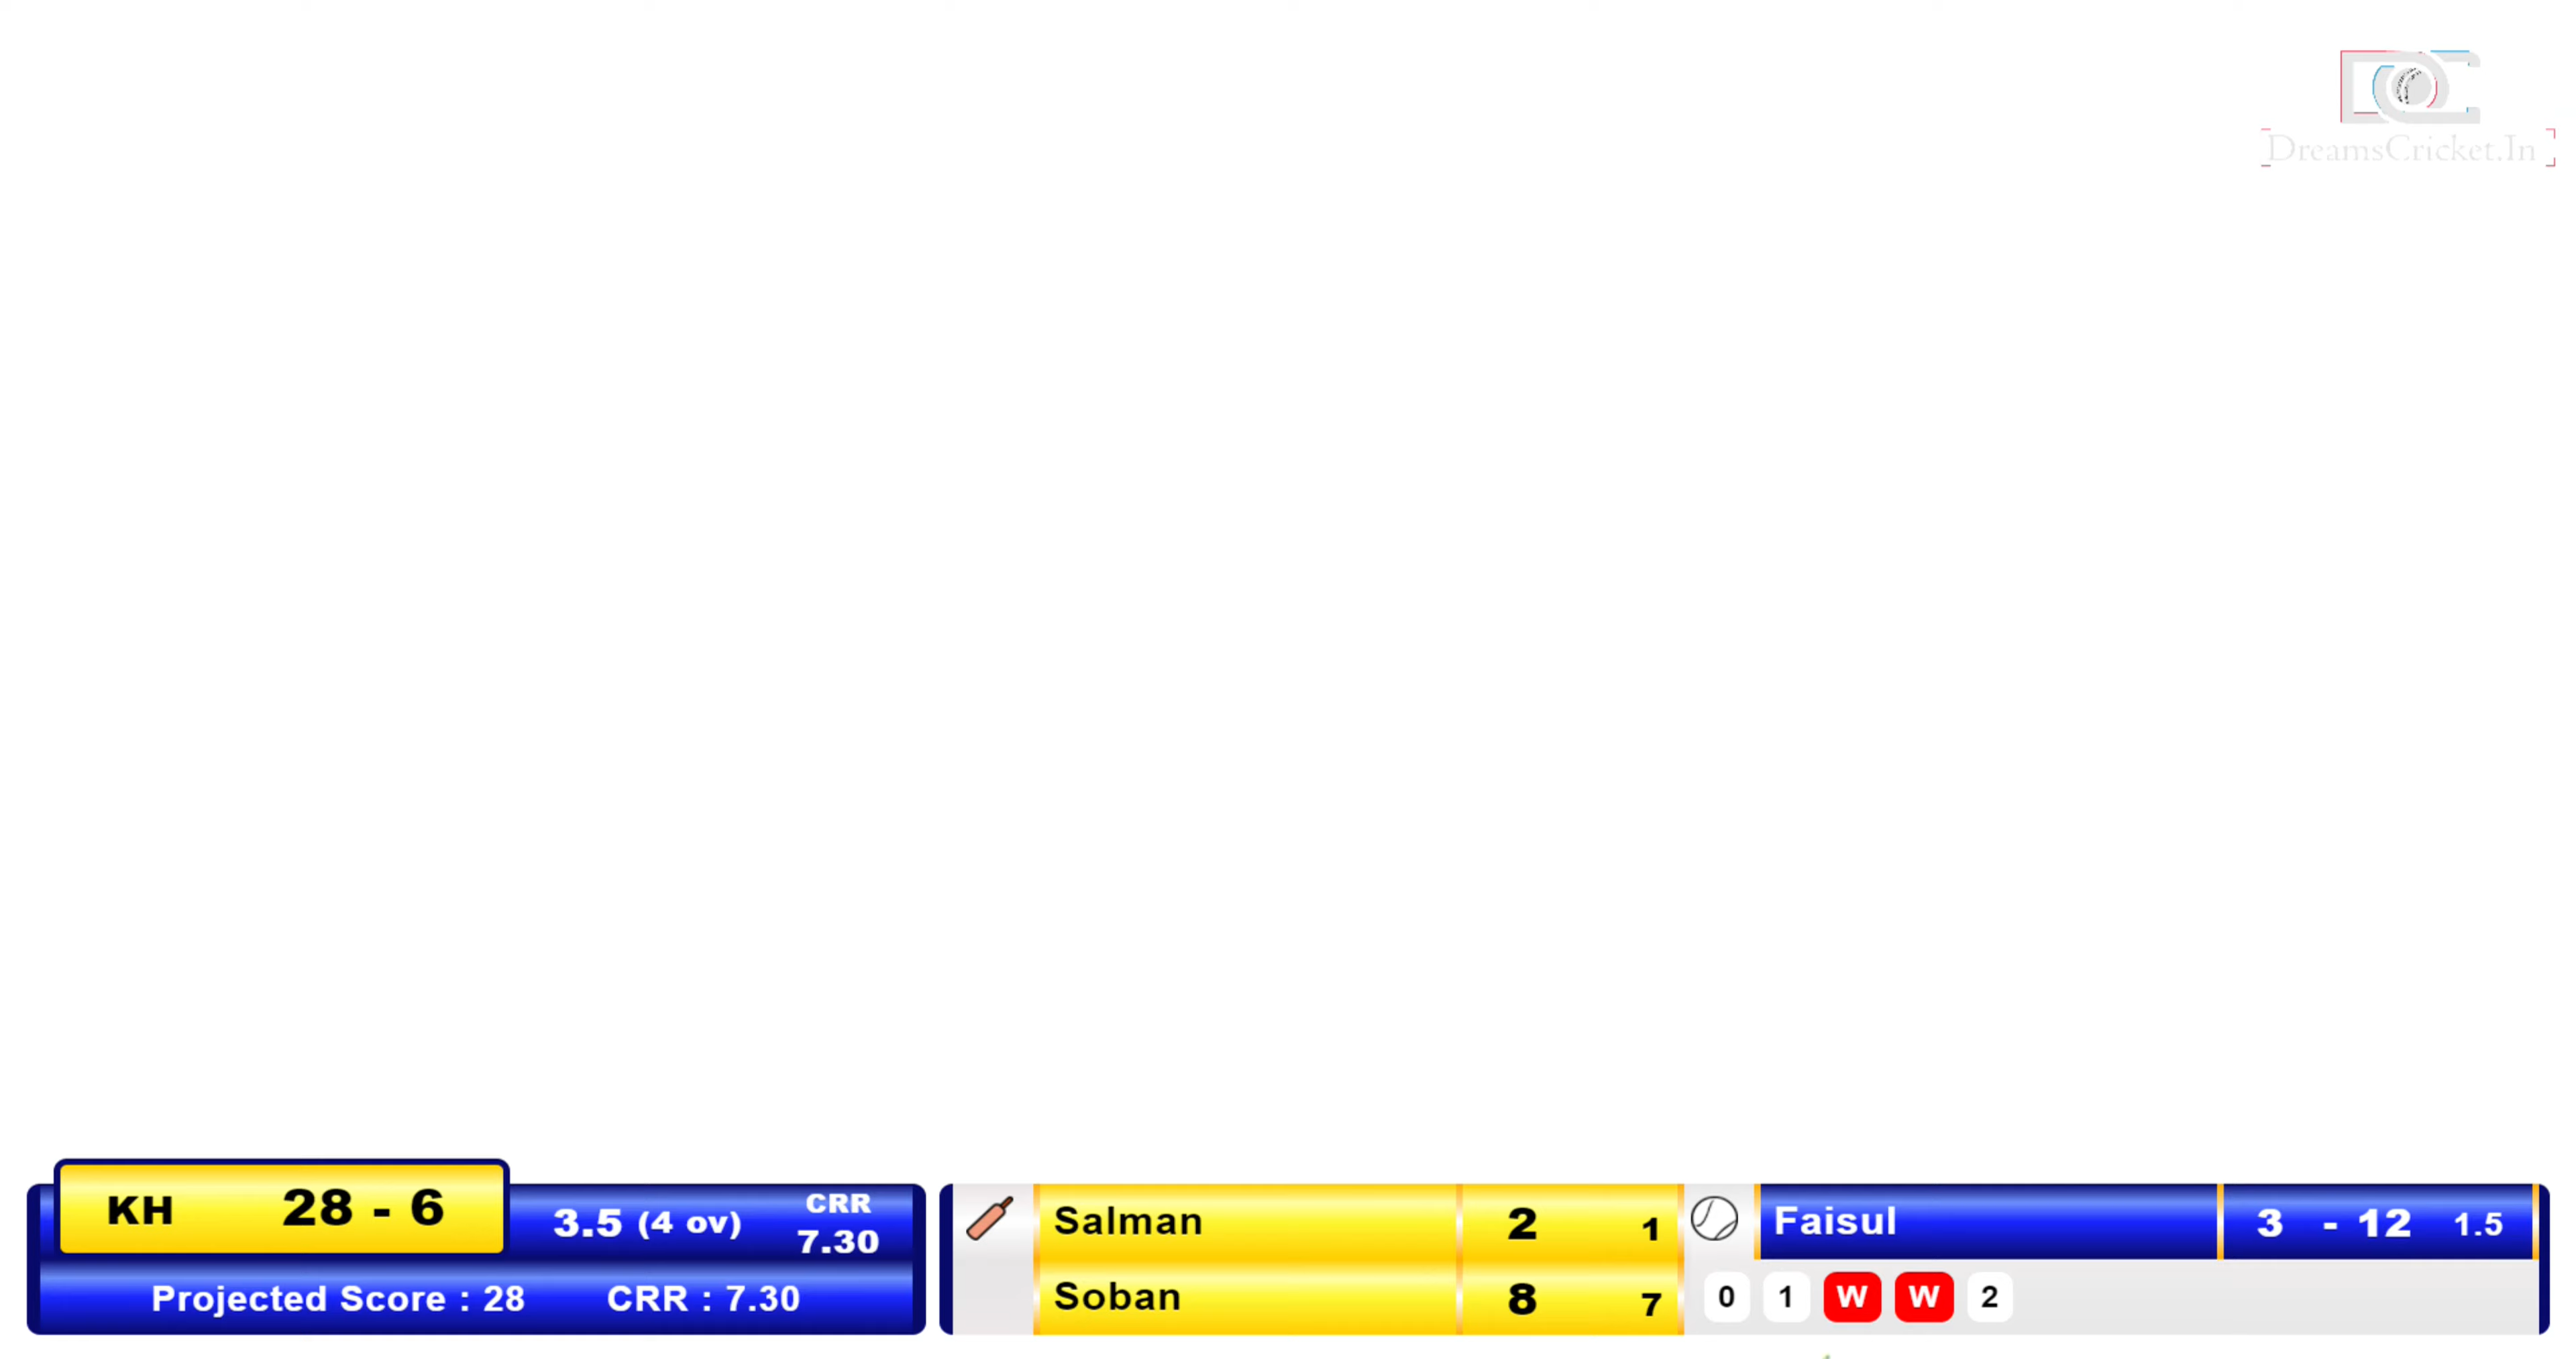 DreamsCricket.In
KH 28 - 6
3.5 (4 ov)
CRR
7.30
Projected Score : 28 CRR : 7.30
Salman 2 1
Soban 8 7
Faisul 3 - 12 1.5
0 1 W W 2